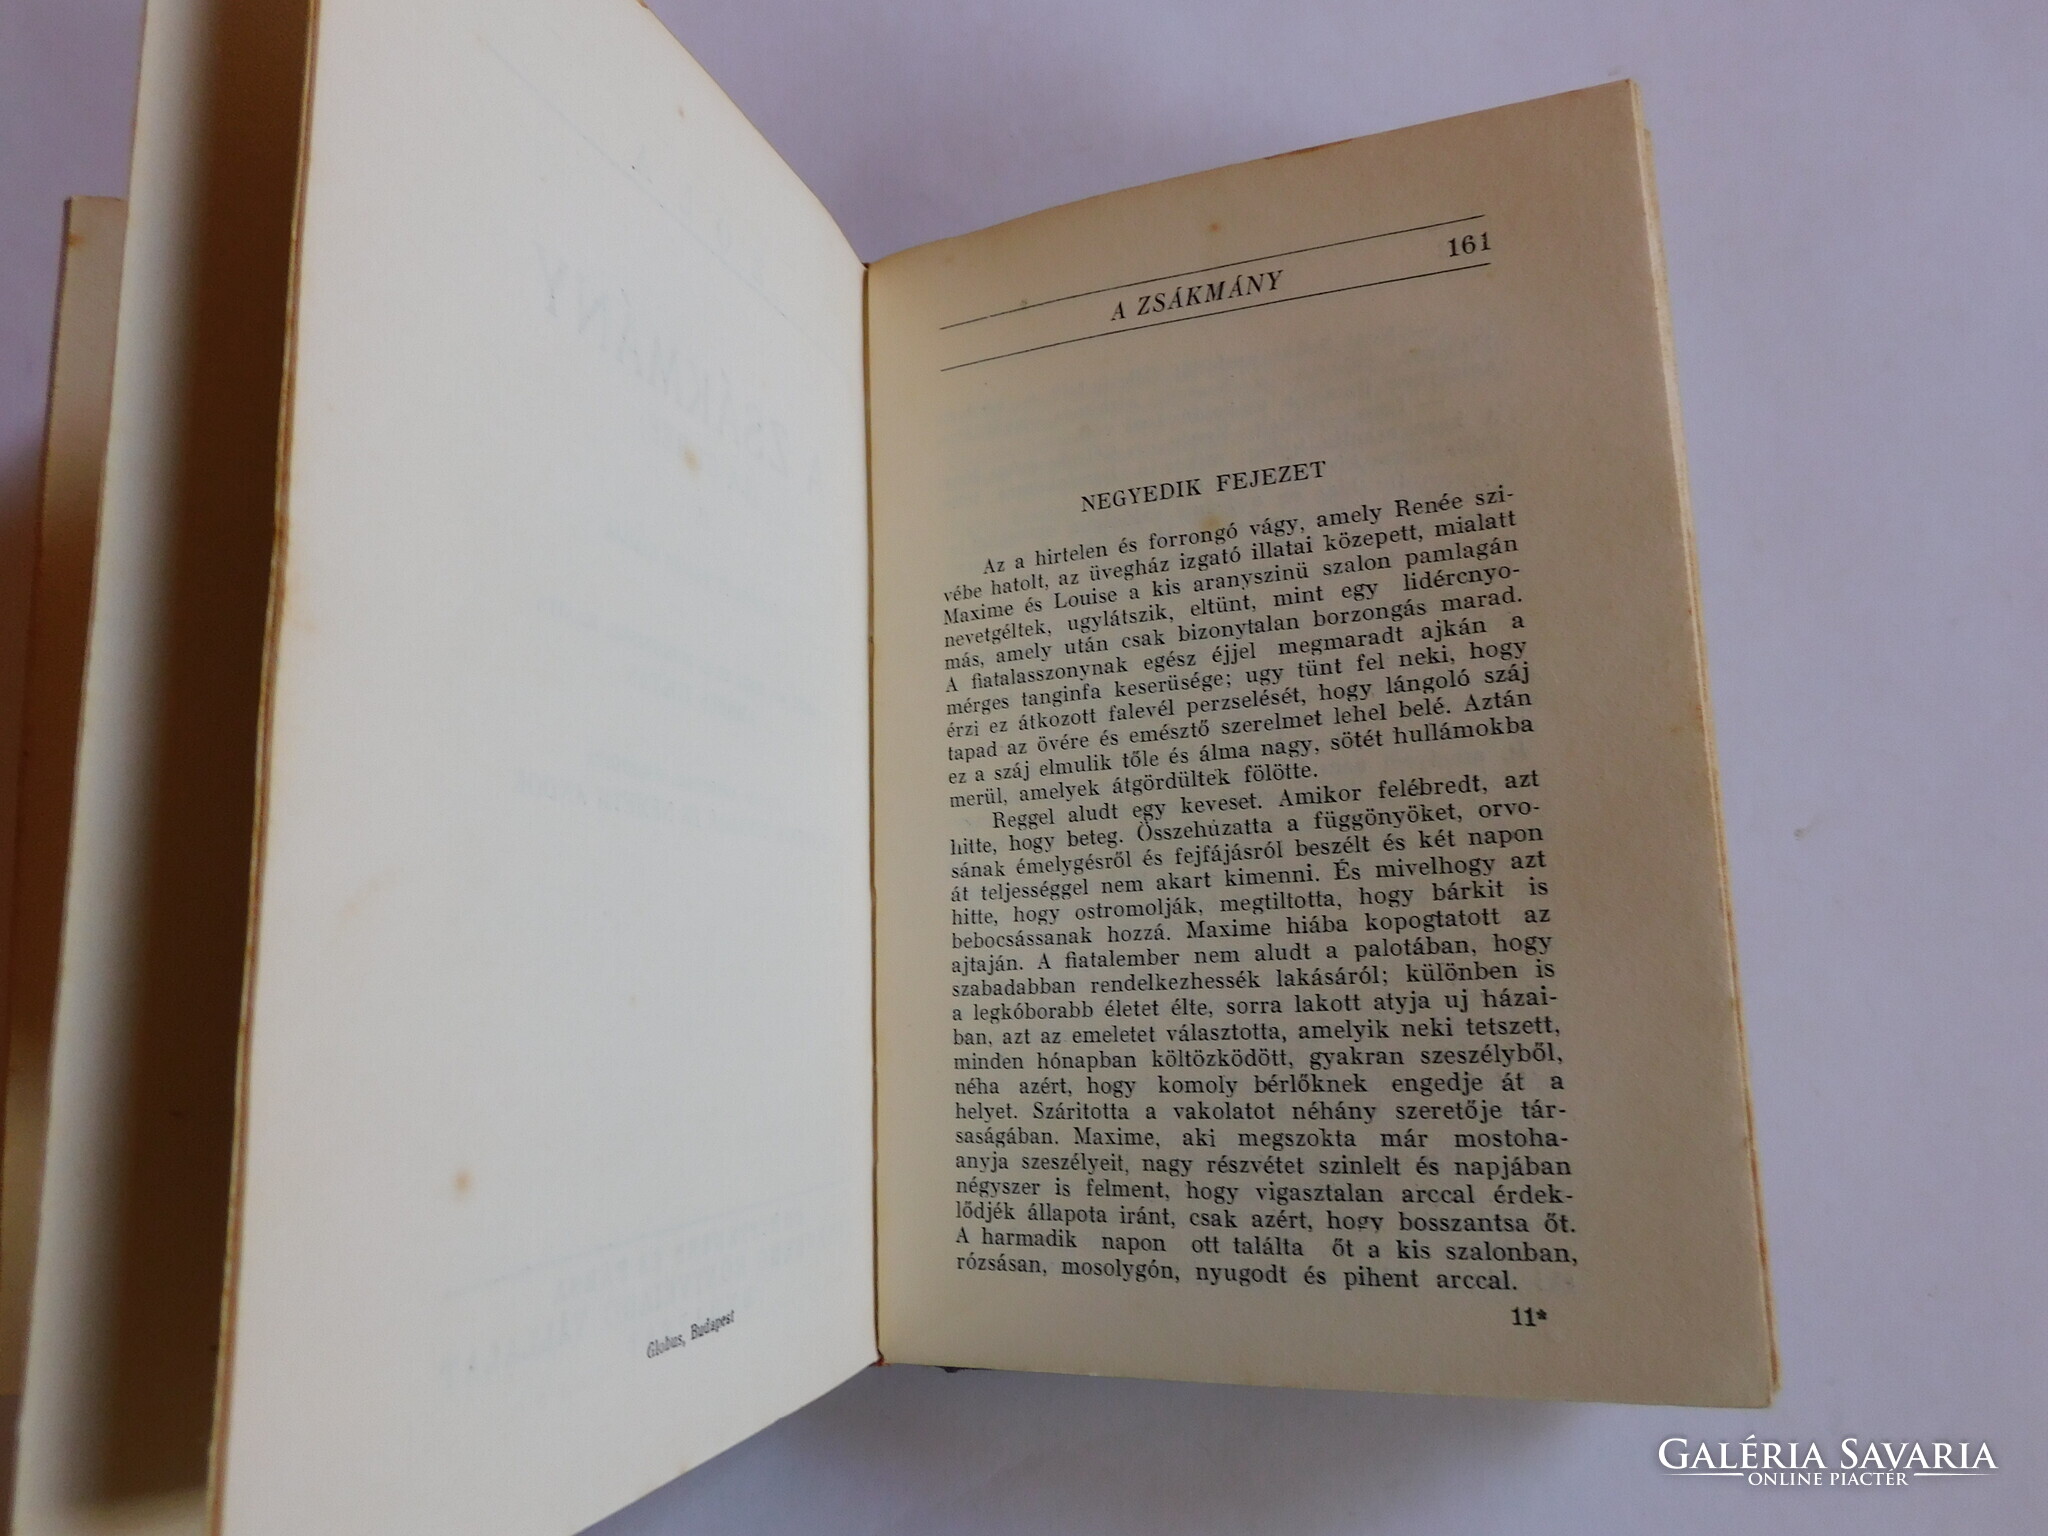 Globus, Budapest
A ZSÁKMÁNY
161
NEGYEDIK FEJEZET
Az a hirtelen és forrongó vágy, amely Renée szi-
vébe hatolt, az üvegház izgató illatai közepett, mialatt
Maxime és Louise a kis aranyszinü szalon pamlagán
nevetgéltek, ugylátszik, eltünt, mint egy lidércnyo-
más, amely után csak bizonytalan borzongás marad.
A fiatalasszonynak egész éjjel megmaradt ajkán a
mérges tanginfa keserüsége; ugy tünt fel neki, hogy
érzi ez átkozott falevél perzselését, hogy lángoló száj
tapad az övére és emésztő szerelmet lehel belé. Aztán
ez a száj elmulik tőle és álma nagy, sötét hullámokba
merül, amelyek átgördültek fölötte.
Reggel aludt egy keveset. Amikor felébredt, azt
hitte, hogy beteg. Összehúzatta a függönyöket, orvo-
sának émelygésről és fejfájásról beszélt és két napon
át teljességgel nem akart kimenni. És mivelhogy azt
hitte, hogy ostromolják, megtiltotta, hogy bárkit is
bebocsássanak hozzá. Maxime hiába kopogtatott az
ajtaján. A fiatalember nem aludt a palotában, hogy
szabadabban rendelkezhessék lakásáról; különben is
a legkóborabb életet élte, sorra lakott atyja uj házai-
ban, azt az emeletet választotta, amelyik neki tetszett,
minden hónapban költözködött, gyakran szeszélyből,
néha azért, hogy komoly bérlőknek engedje át a
helyet. Száritotta a vakolatot néhány szeretője tár-
saságában. Maxime, aki megszokta már mostoha-
anyja szeszélyeit, nagy részvétet szinlelt és napjában
négyszer is felment, hogy vigasztalan arccal érdek-
lődjék állapota iránt, csak azért, hogy bosszantsa őt.
A harmadik napon ott találta őt a kis szalonban,
rózsásan, mosolygón, nyugodt és pihent arccal.
11*
GALÉRIA SAVARIA
ONLINE PIACTÉR